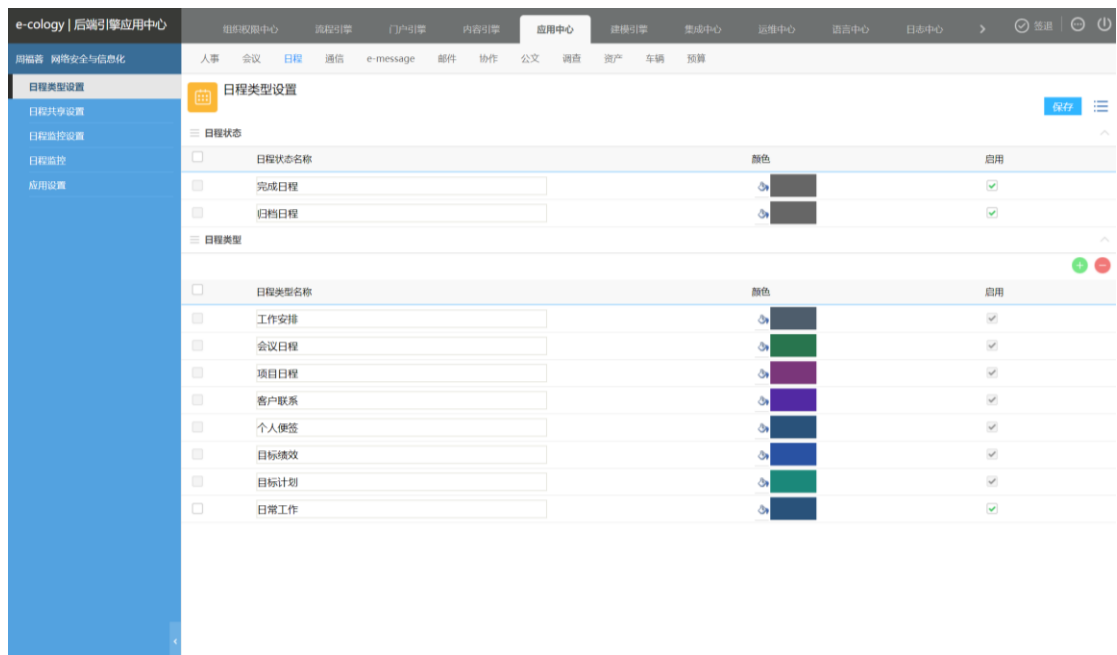 e-cology | 后端引擎应用中心 组织权限中心 流程引擎 门户引擎 内容引擎 应用中心 建模引擎 集成中心 运维中心 语言中心 日志中心 签退
周福蓉 网络安全与信息化 人事 会议 日程 通信 e-message 邮件 协作 公文 调查 资产 车辆 预算
日程类型设置
日程共享设置
日程监控设置
日程监控
应用设置
日程类型设置
保存
日程状态
日程状态名称 颜色 启用
完成日程
归档日程
日程类型
日程类型名称 颜色 启用
工作安排
会议日程
项目日程
客户联系
个人便签
目标绩效
目标计划
日常工作